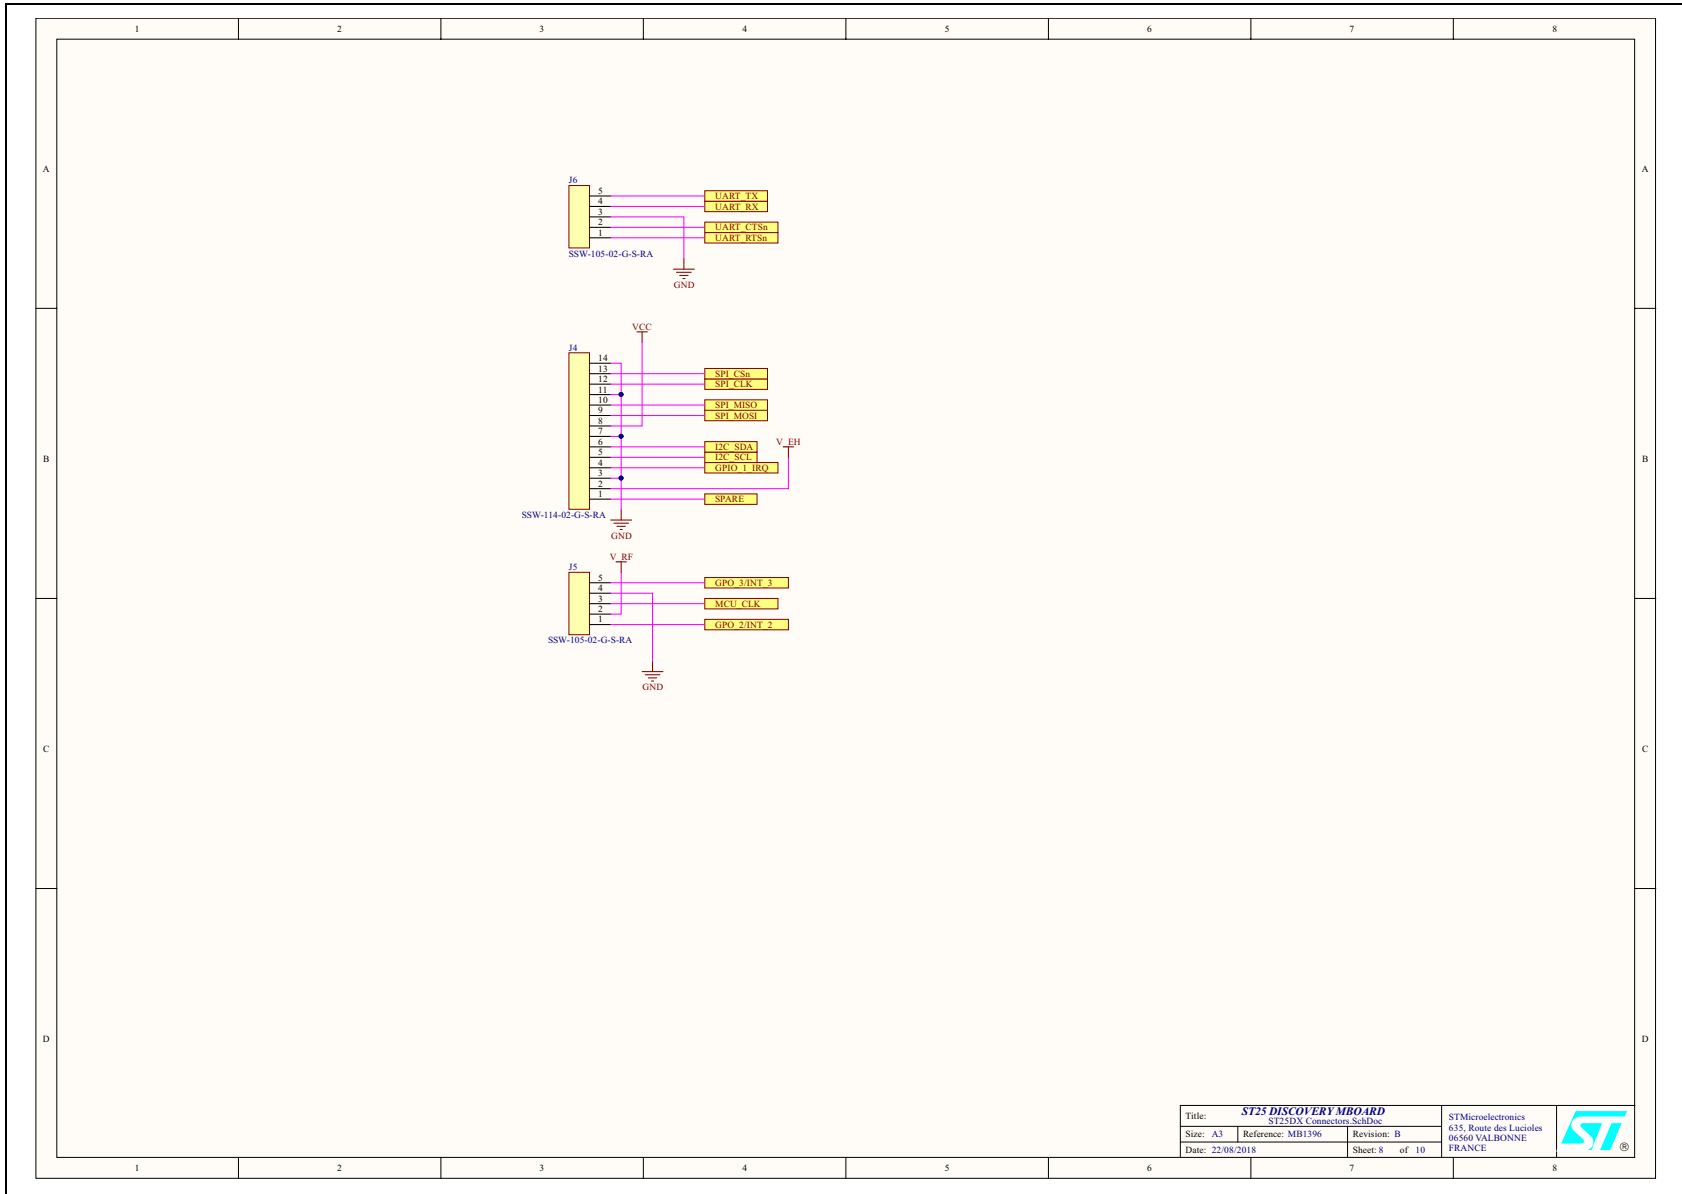 1 2 3 4 5 6 7 8
A A
J6
5 UART_TX
4 UART_RX
3
2 UART_CTSn
1 UART_RTSn
SSW-105-02-G-S-RA
GND
VCC
J4
14
13 SPI_CSn
12 SPI_CLK
11
10 SPI_MISO
9 SPI_MOSI
8
7
V_EH
6 I2C_SDA
5 I2C_SCL
B B
4 GPIO_1_IRQ
3
2
1 SPARE
SSW-114-02-G-S-RA
GND
V_RF
J5
5 GPO_3/INT_3
4
3 MCU_CLK
2
1 GPO_2/INT_2
SSW-105-02-G-S-RA
GND
C C
D D
Title: ST25 DISCOVERY MBOARD
ST25DX Connectors.SchDoc
Size: A3 Reference: MB1396 Revision: B
Date: 22/08/2018 Sheet: 8 of 10
STMicroelectronics
635, Route des Lucioles
06560 VALBONNE
FRANCE
ST ®
1 2 3 4 5 6 7 8